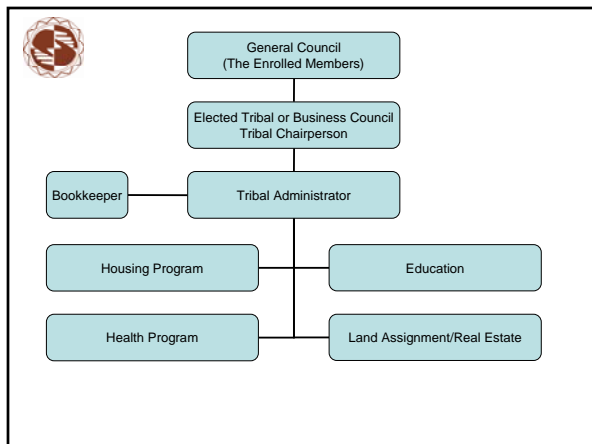 General Council
(The Enrolled Members)
Elected Tribal or Business Council
Tribal Chairperson
Bookkeeper
Tribal Administrator
Housing Program
Education
Health Program
Land Assignment/Real Estate